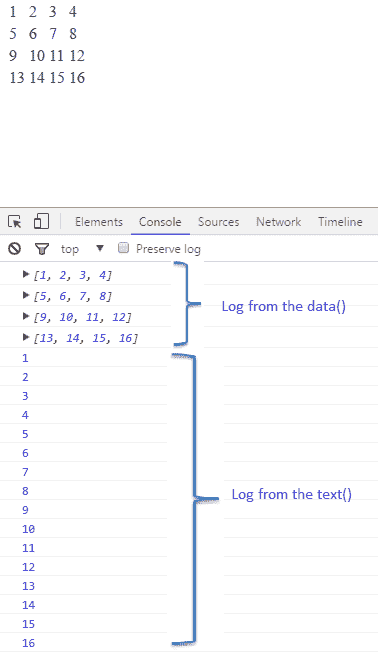 1 2 3 4
5 6 7 8
9 10 11 12
13 14 15 16
Elements Console Sources Network Timeline
top ▼ Preserve log
▶ [1, 2, 3, 4]
▶ [5, 6, 7, 8]
Log from the data()
▶ [9, 10, 11, 12]
▶ [13, 14, 15, 16]
1
2
3
4
5
6
7
8
Log from the text()
9
10
11
12
13
14
15
16